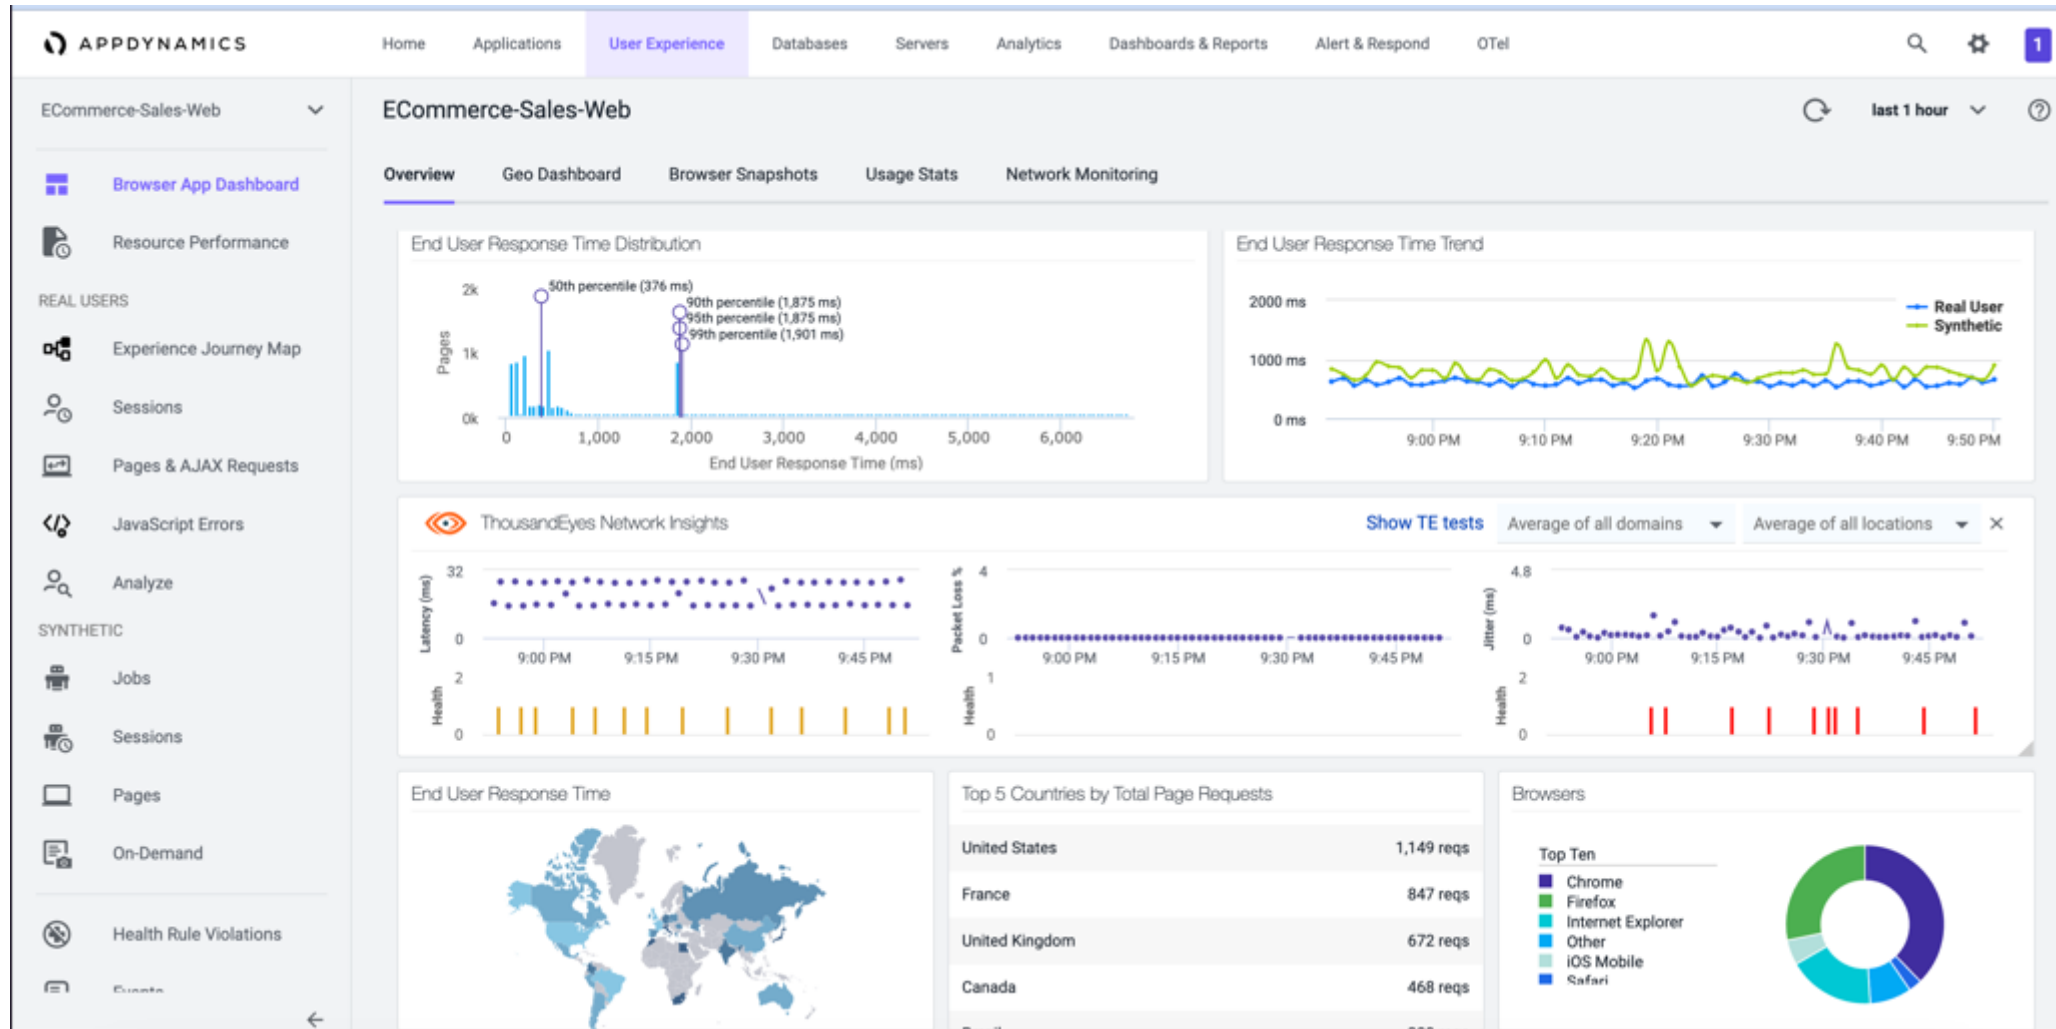 APPDYNAMICS
Home Applications User Experience Databases Servers Analytics Dashboards & Reports Alert & Respond OTel
1
ECommerce-Sales-Web
Browser App Dashboard
Resource Performance
REAL USERS
Experience Journey Map
Sessions
Pages & AJAX Requests
JavaScript Errors
Analyze
SYNTHETIC
Jobs
Sessions
Pages
On-Demand
Health Rule Violations
Events
ECommerce-Sales-Web
last 1 hour
Overview Geo Dashboard Browser Snapshots Usage Stats Network Monitoring
End User Response Time Distribution
2k
1k
0k
Pages
50th percentile (376 ms)
90th percentile (1,875 ms)
95th percentile (1,875 ms)
99th percentile (1,901 ms)
0 1,000 2,000 3,000 4,000 5,000 6,000
End User Response Time (ms)
End User Response Time Trend
2000 ms
1000 ms
0 ms
Real User
Synthetic
9:00 PM 9:10 PM 9:20 PM 9:30 PM 9:40 PM 9:50 PM
ThousandEyes Network Insights
Show TE tests Average of all domains Average of all locations
Latency (ms)
32
0
9:00 PM 9:15 PM 9:30 PM 9:45 PM
Health
2
0
Packet Loss %
4
0
9:00 PM 9:15 PM 9:30 PM 9:45 PM
Health
1
0
Jitter (ms)
4.8
0
9:00 PM 9:15 PM 9:30 PM 9:45 PM
Health
2
0
End User Response Time
Top 5 Countries by Total Page Requests
United States 1,149 reqs
France 847 reqs
United Kingdom 672 reqs
Canada 468 reqs
Browsers
Top Ten
Chrome
Firefox
Internet Explorer
Other
iOS Mobile
Safari